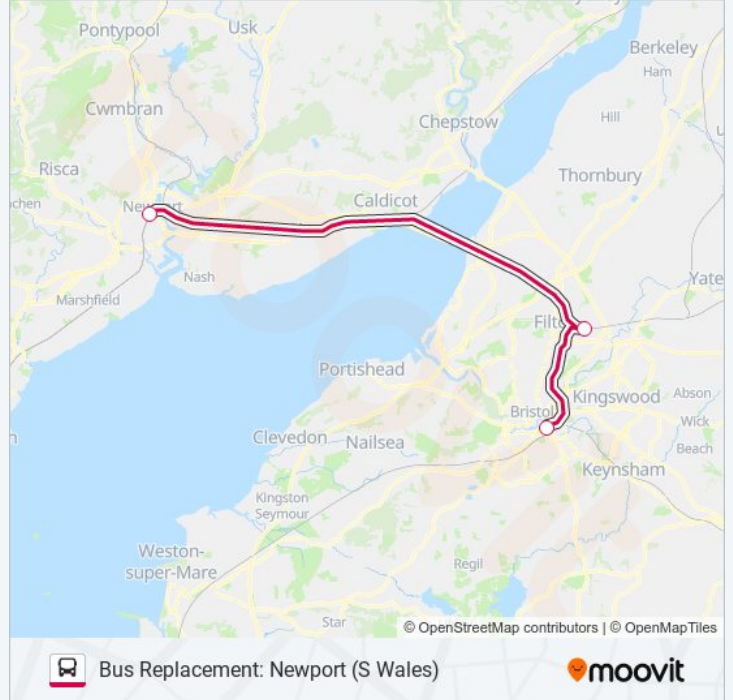 Pontypool
Usk
Berkeley
Ham
Cwmbran
Chepstow
Hill
Risca
Thornbury
Caldicot
Nash
Yate
Marshfield
Portishead
Kingswood
Abson
Bristol
Wick
Beach
Clevedon
Nailsea
Keynsham
Kingston
Seymour
Weston-
super-Mare
Regil
Star
© OpenStreetMap contributors | © OpenMapTiles
Bus Replacement: Newport (S Wales)
moovit